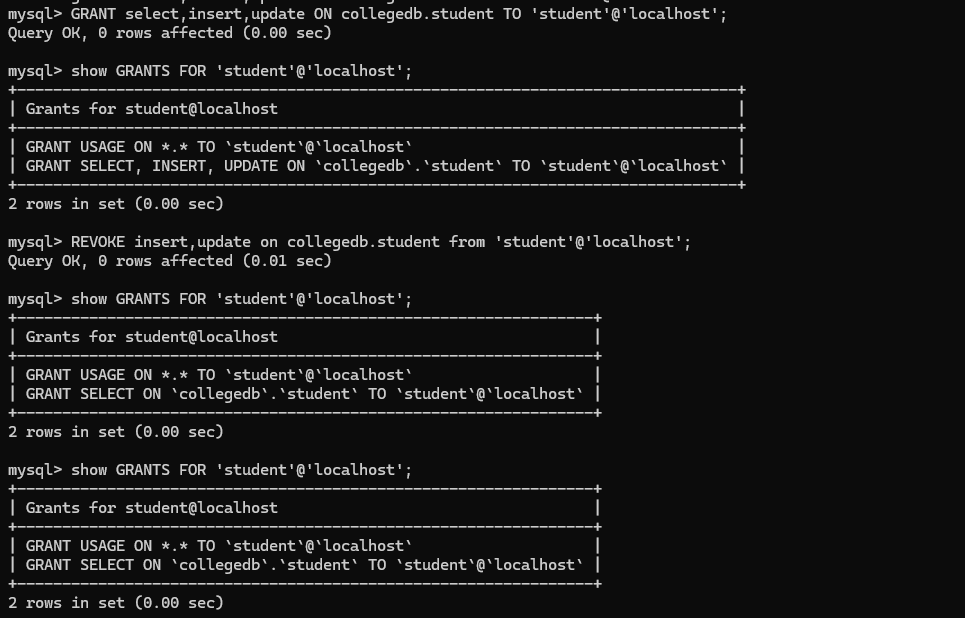 mysql> GRANT select,insert,update ON collegedb.student TO 'student'@'localhost';
Query OK, 0 rows affected (0.00 sec)
mysql> show GRANTS FOR 'student'@'localhost';
+--------------------------------------------------------------------------------+
| Grants for student@localhost                                                   |
+--------------------------------------------------------------------------------+
| GRANT USAGE ON *.* TO `student`@`localhost`                                    |
| GRANT SELECT, INSERT, UPDATE ON `collegedb`.`student` TO `student`@`localhost` |
+--------------------------------------------------------------------------------+
2 rows in set (0.00 sec)
mysql> REVOKE insert,update on collegedb.student from 'student'@'localhost';
Query OK, 0 rows affected (0.01 sec)
mysql> show GRANTS FOR 'student'@'localhost';
+----------------------------------------------------------------+
| Grants for student@localhost                                   |
+----------------------------------------------------------------+
| GRANT USAGE ON *.* TO `student`@`localhost`                    |
| GRANT SELECT ON `collegedb`.`student` TO `student`@`localhost` |
+----------------------------------------------------------------+
2 rows in set (0.00 sec)
mysql> show GRANTS FOR 'student'@'localhost';
+----------------------------------------------------------------+
| Grants for student@localhost                                   |
+----------------------------------------------------------------+
| GRANT USAGE ON *.* TO `student`@`localhost`                    |
| GRANT SELECT ON `collegedb`.`student` TO `student`@`localhost` |
+----------------------------------------------------------------+
2 rows in set (0.00 sec)